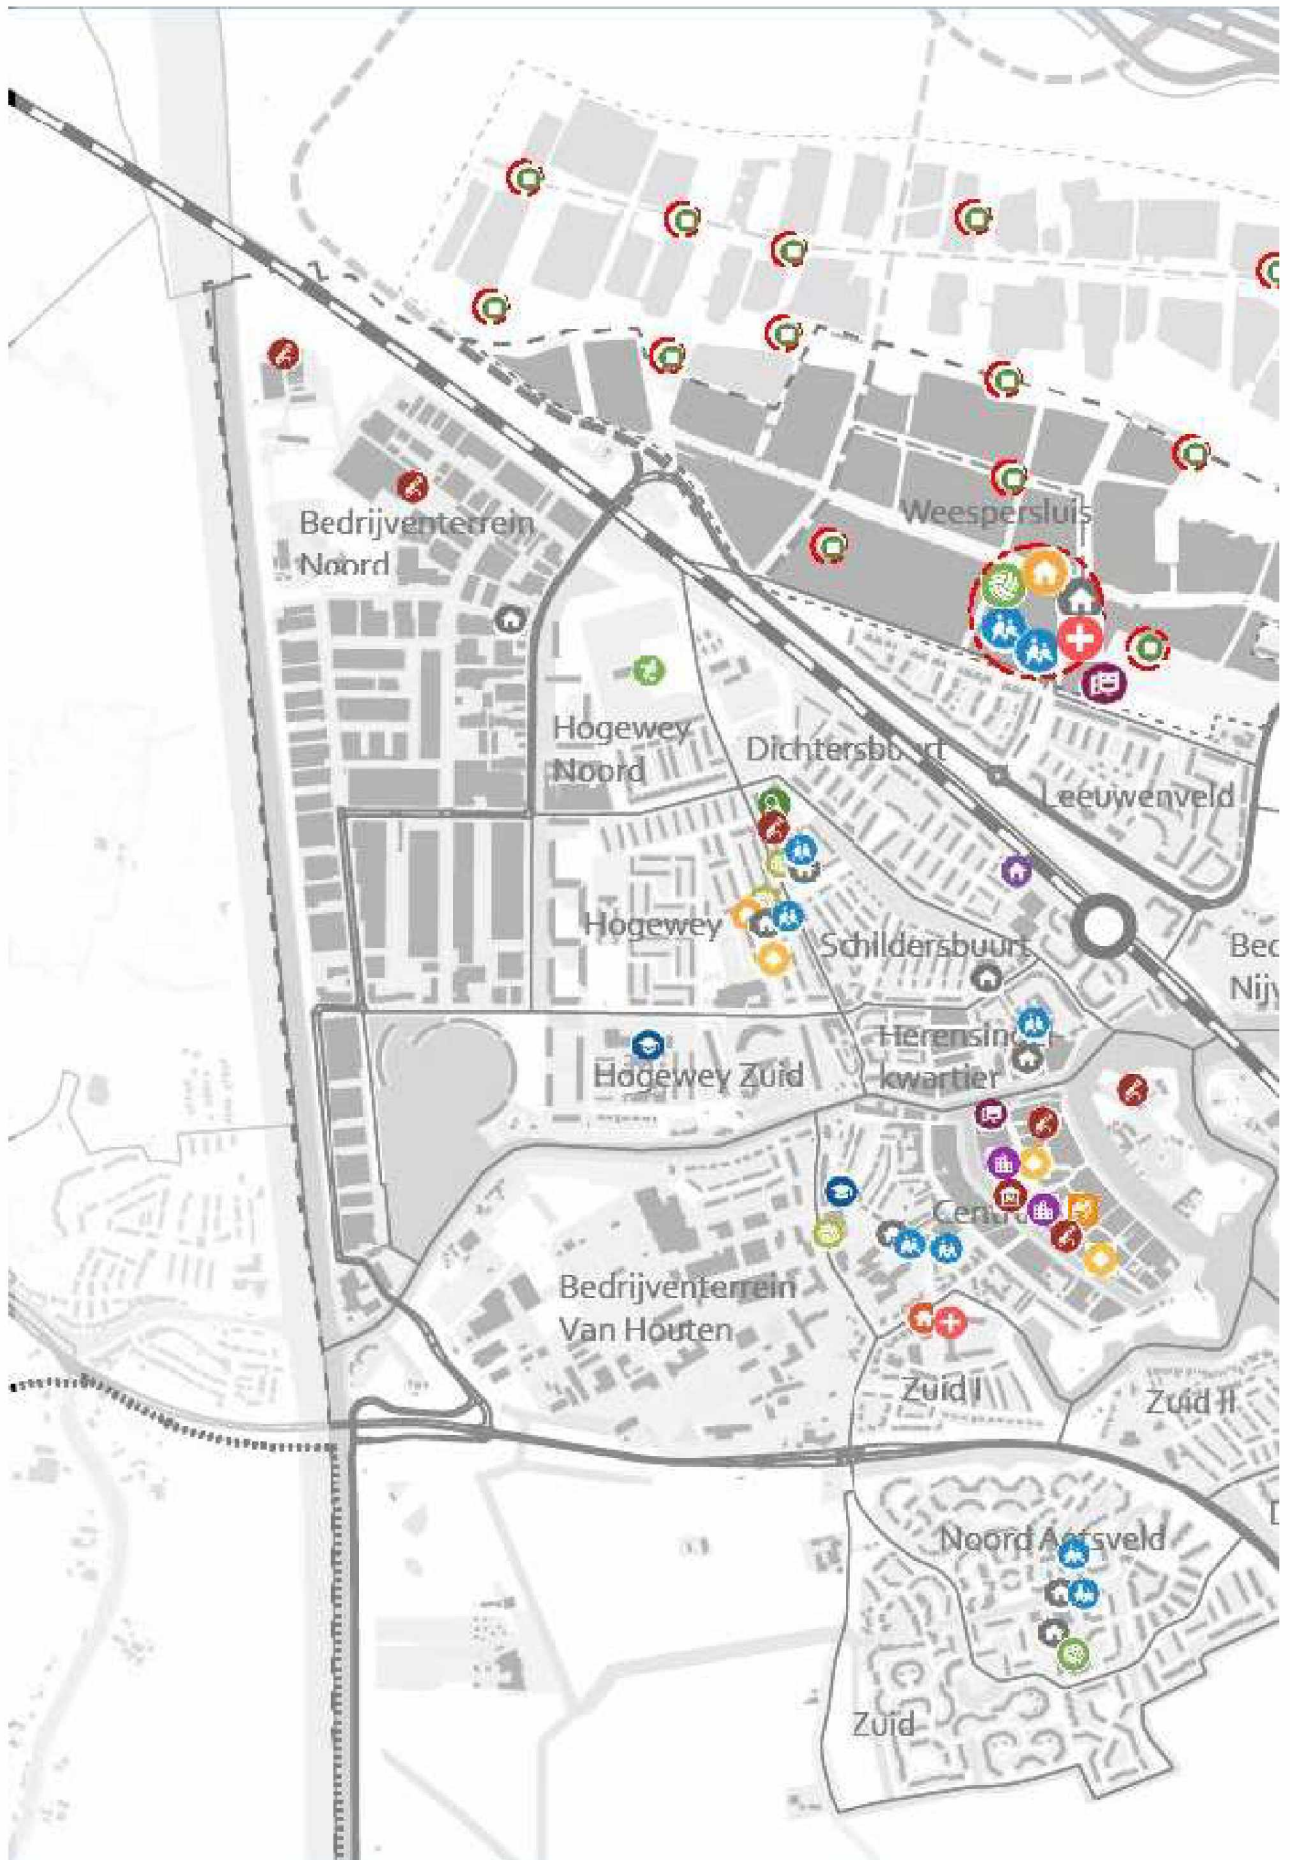 Weespersluis
Bedrijventerrein
Noord
Hogewey
Noord
Dichtersbuurt
Leeuwenveld
Hogewey
Schildersbuurt
Hogewey Zuid
kwartier
Bedrijventerrein
Van Houten
Zuid I
Zuid II
Noord Aetsveld
Zuid